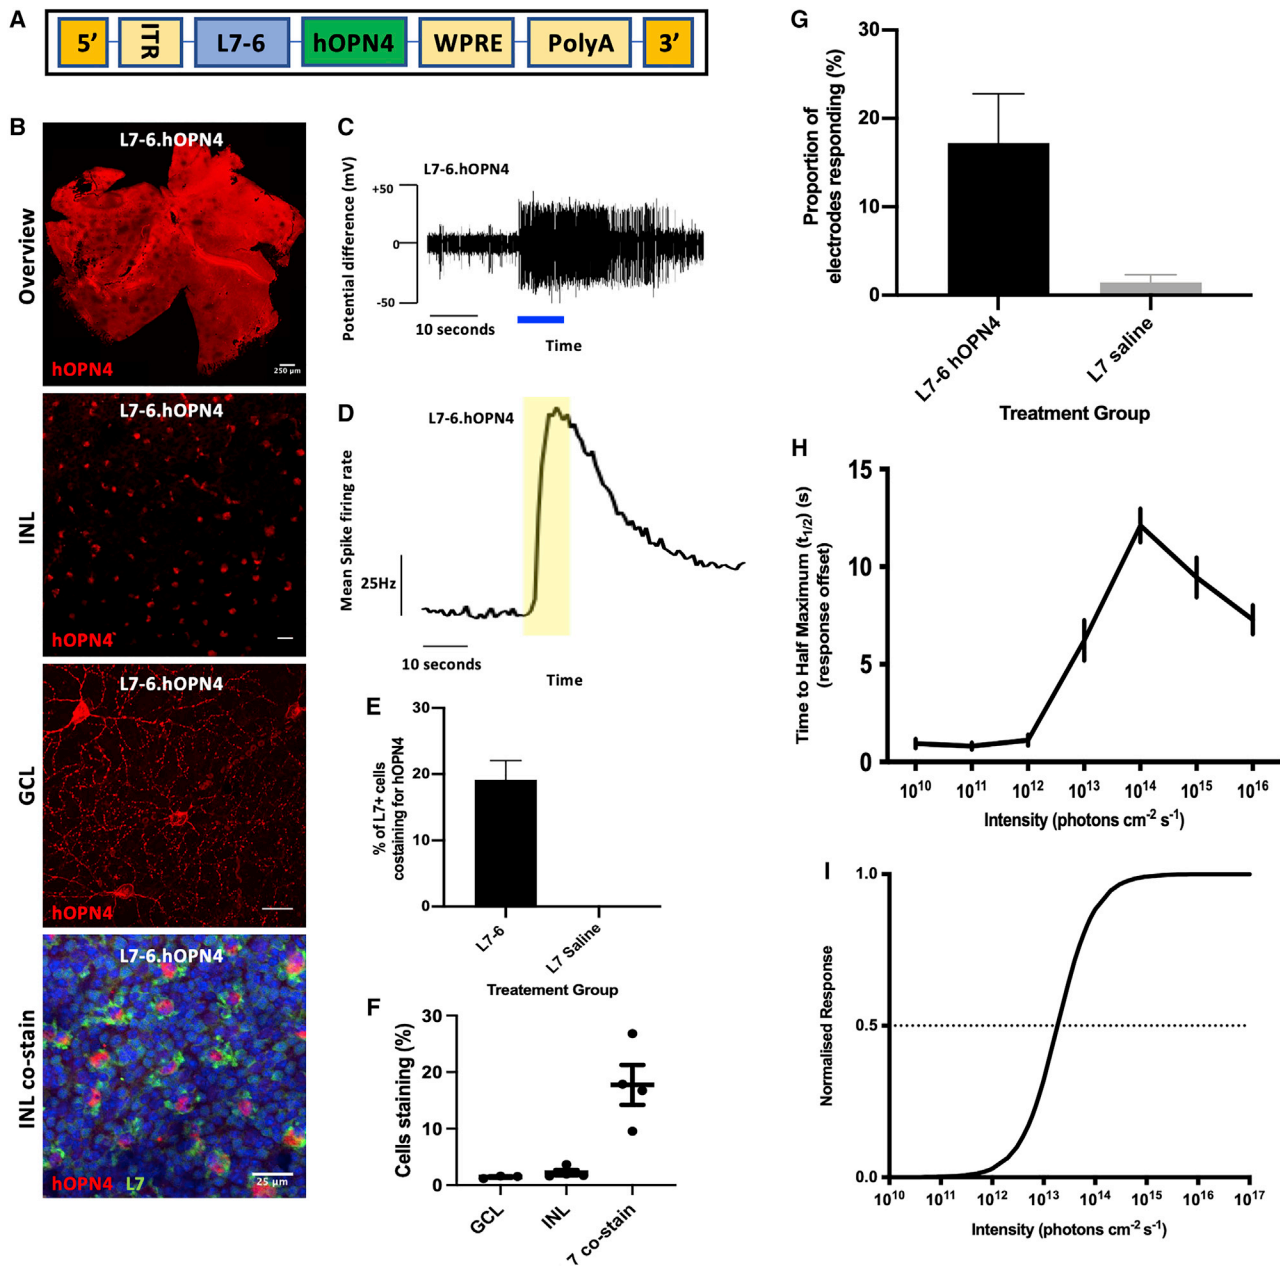 A
5’ ITR L7-6 hOPN4 WPRE PolyA 3’
B
Overview
L7-6.hOPN4
hOPN4
250 µm
INL
L7-6.hOPN4
hOPN4
GCL
L7-6.hOPN4
hOPN4
INL co-stain
L7-6.hOPN4
hOPN4 L7
25 µm
C
L7-6.hOPN4
Potential difference (mV)
+50
0
-50
10 seconds
Time
D
L7-6.hOPN4
Mean Spike firing rate
25Hz
10 seconds
Time
E
% of L7+ cells
costaining for hOPN4
30
20
10
0
L7-6
L7 Saline
Treatement Group
F
Cells staining (%)
30
20
10
0
GCL
INL
7 co-stain
G
Proportion of
electrodes responding (%)
30
20
10
0
L7-6 hOPN4
L7 saline
Treatment Group
H
Time to Half Maximum (t1/2) (s)
(response offset)
15
10
5
0
10^10 10^11 10^12 10^13 10^14 10^15 10^16
Intensity (photons cm-2 s-1)
I
Normalised Response
1.0
0.5
0.0
10^10 10^11 10^12 10^13 10^14 10^15 10^16 10^17
Intensity (photons cm-2 s-1)